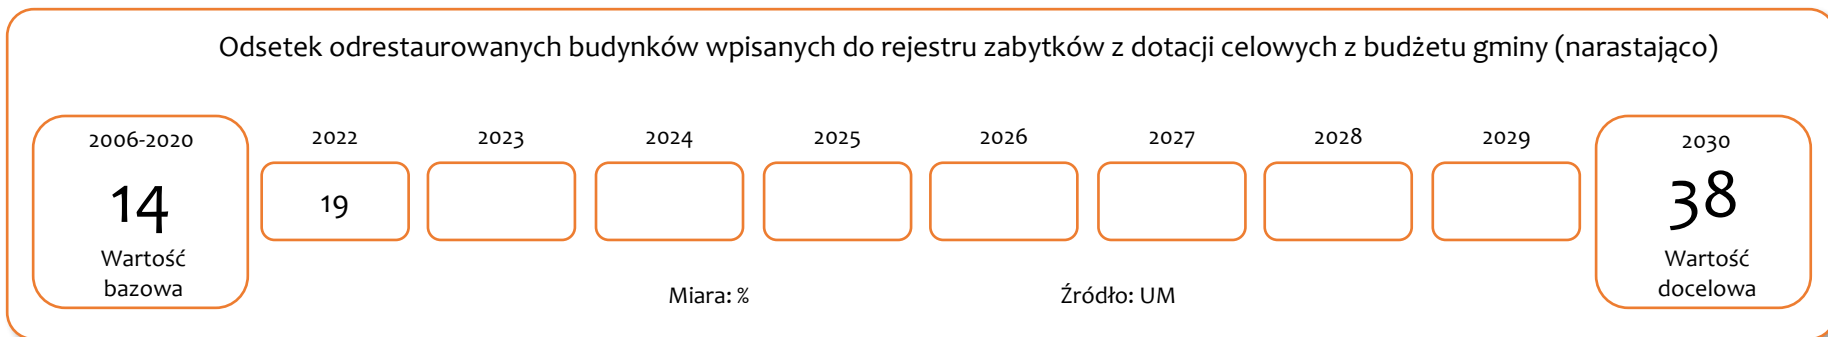 Odsetek odrestaurowanych budynków wpisanych do rejestru zabytków z dotacji celowych z budżetu gminy (narastająco)
2006-2020
14
Wartość
bazowa
2022
19
2023
2024
2025
2026
2027
2028
2029
2030
38
Wartość
docelowa
Miara: %
Źródło: UM